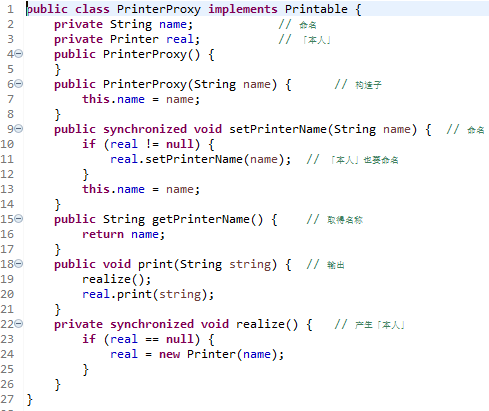 1 public class PrinterProxy implements Printable {
2     private String name;            // 命名
3     private Printer real;           // 「本人」
4     public PrinterProxy() {
5     }
6     public PrinterProxy(String name) {      // 构造子
7         this.name = name;
8     }
9     public synchronized void setPrinterName(String name) {  // 命名
10         if (real != null) {
11             real.setPrinterName(name);  // 「本人」也要命名
12         }
13         this.name = name;
14     }
15     public String getPrinterName() {    // 取得名称
16         return name;
17     }
18     public void print(String string) {  // 输出
19         realize();
20         real.print(string);
21     }
22     private synchronized void realize() {   // 产生「本人」
23         if (real == null) {
24             real = new Printer(name);
25         }
26     }
27 }